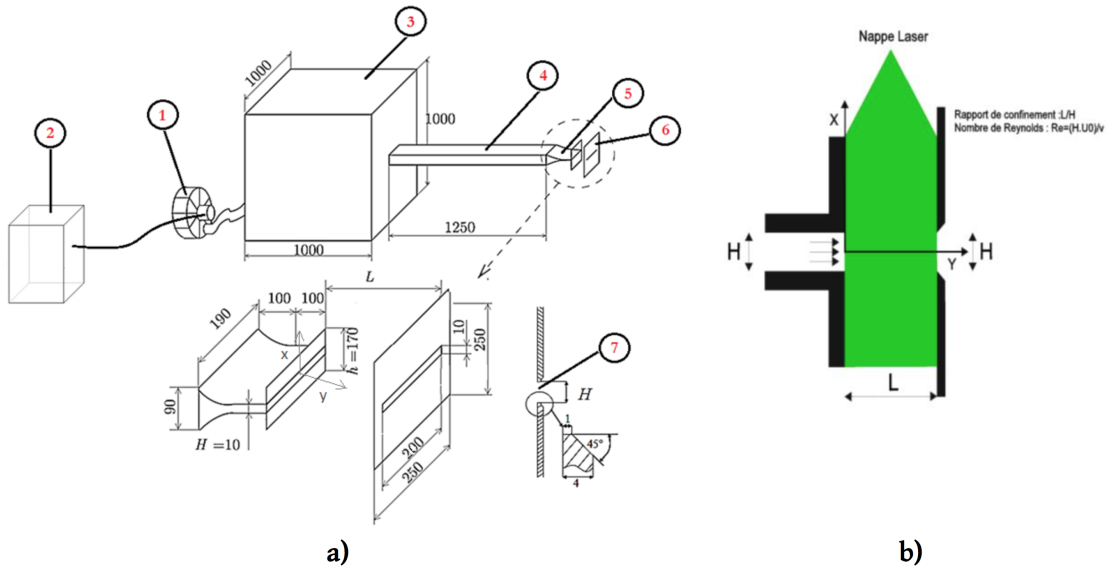 3
1000
4
1
2
1000
5
6
1250
1000
L
100
100
190
10
250
x
h=170
7
y
H
90
1
45°
H =10
200
250
4
a)
Nappe Laser
X
Rapport de confinement :L/H
Nombre de Reynolds : Re=(H.U0)/v
H
H
Y
L
b)